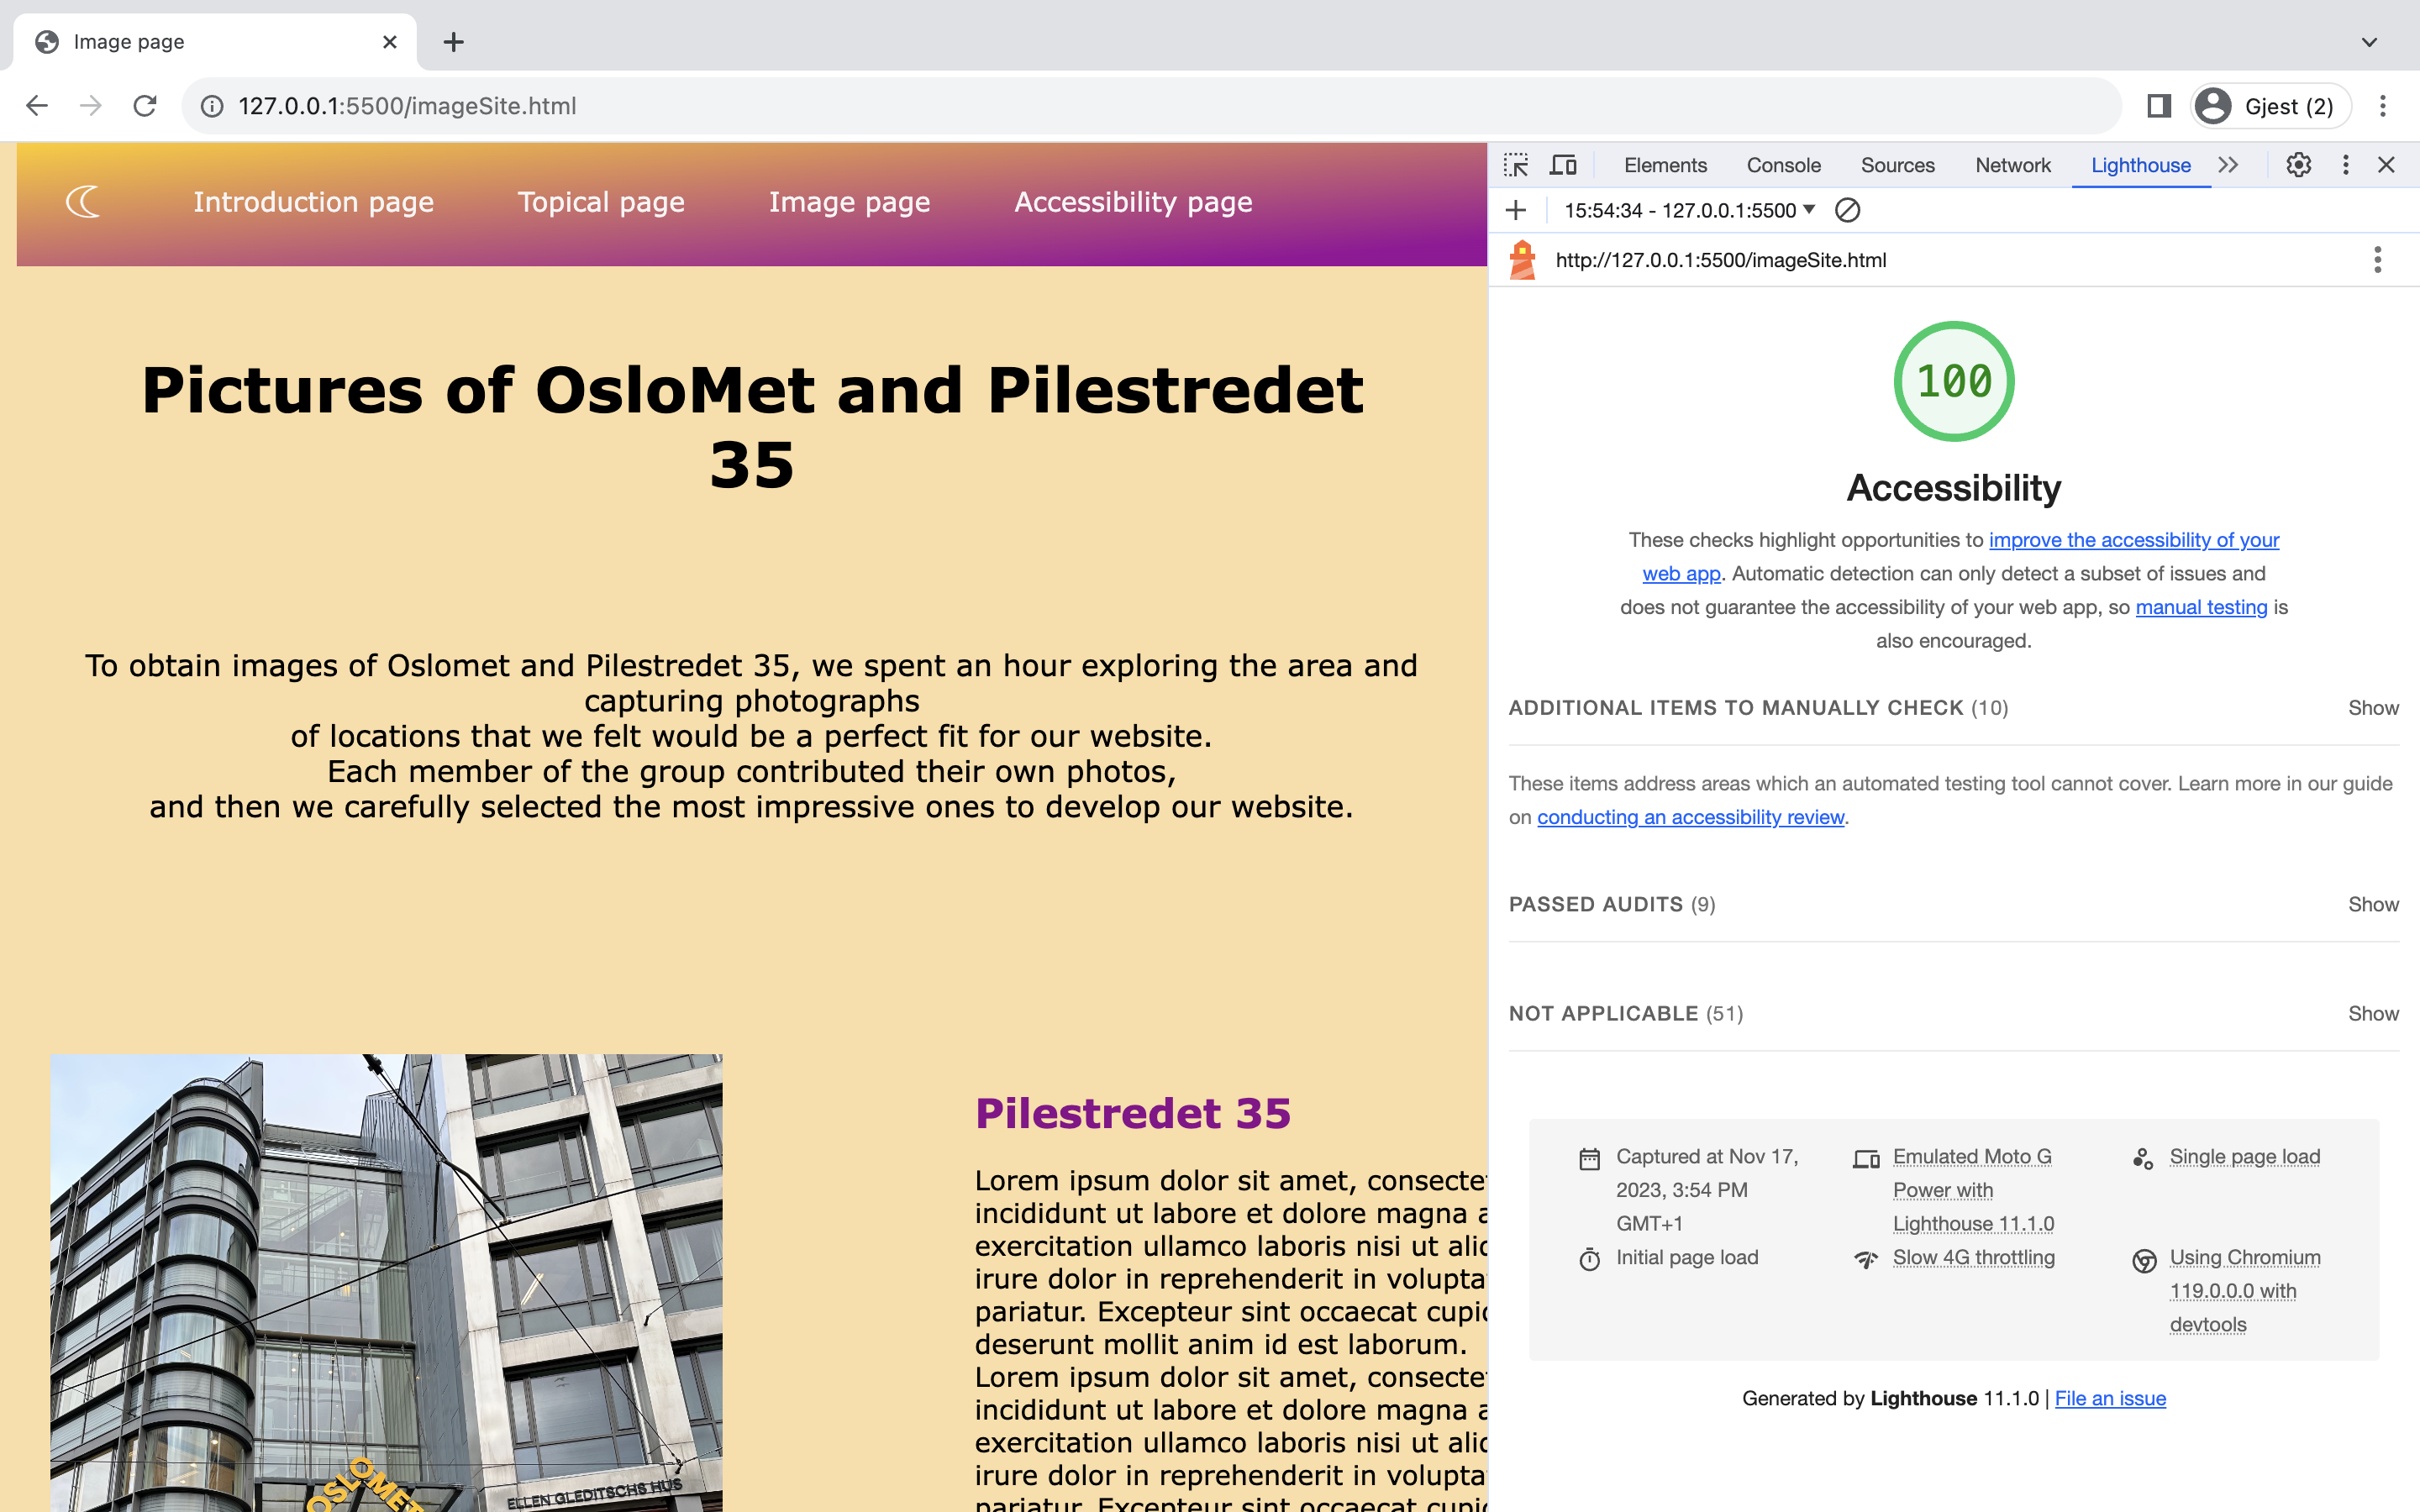 Image page
127.0.0.1:5500/imageSite.html
Gjest (2)
Introduction page Topical page Image page Accessibility page
Pictures of OsloMet and Pilestredet
35
To obtain images of Oslomet and Pilestredet 35, we spent an hour exploring the area and
capturing photographs
of locations that we felt would be a perfect fit for our website.
Each member of the group contributed their own photos,
and then we carefully selected the most impressive ones to develop our website.
OSLOMET
ELLEN GLEDITSCHS HUS
Pilestredet 35
Lorem ipsum dolor sit amet,
incididunt ut labore et dolore magna
exercitation ullamco laboris nisi ut
irure dolor in reprehenderit in
pariatur. Excepteur sint occaecat
deserunt mollit anim id est laborum.
Lorem ipsum dolor sit amet,
incididunt ut labore et dolore magna
exercitation ullamco laboris nisi ut
irure dolor in reprehenderit in
pariatur. Excepteur sint occaecat
Elements Console Sources Network Lighthouse
15:54:34 - 127.0.0.1:5500
http://127.0.0.1:5500/imageSite.html
100
Accessibility
These checks highlight opportunities to improve the accessibility of your
web app. Automatic detection can only detect a subset of issues and
does not guarantee the accessibility of your web app, so manual testing is
also encouraged.
ADDITIONAL ITEMS TO MANUALLY CHECK (10) Show
These items address areas which an automated testing tool cannot cover. Learn more in our guide
on conducting an accessibility review.
PASSED AUDITS (9) Show
NOT APPLICABLE (51) Show
Captured at Nov 17,
2023, 3:54 PM
GMT+1
Emulated Moto G
Power with
Lighthouse 11.1.0
Single page load
Initial page load
Slow 4G throttling
Using Chromium
119.0.0.0 with
devtools
Generated by Lighthouse 11.1.0 | File an issue